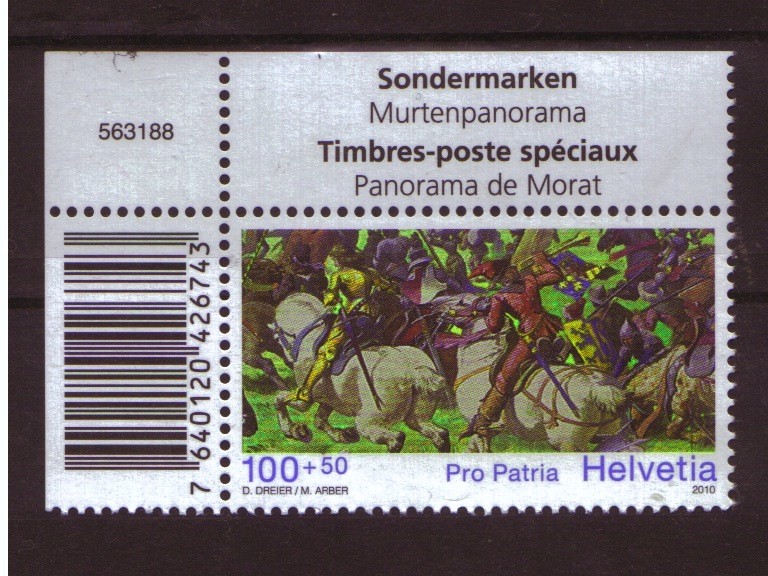 563188
Sondermarken
Murtenpanorama
Timbres-poste spéciaux
Panorama de Morat
7 640120 426743
100+50
Pro Patria
Helvetia
D. DREIER / M. ARBER
2010